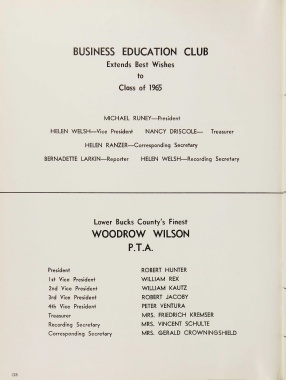 BUSINESS EDUCATION CLUB
Extends Best Wishes
to
Class of 1965
MICHAEL RUNEY—President
HELEN WELSH—Vice President NANCY DRISCOLE— Treasurer
HELEN RANZER—Corresponding Secretary
BERNADETTE LARKIN—Reporter HELEN WELSH—Recording Secretary
Lower Bucks County's Finest
WOODROW WILSON
P.T.A.
President ROBERT HUNTER
1st Vice President WILLIAM REX
2nd Vice President WILLIAM KAUTZ
3rd Vice President ROBERT JACOBY
4th Vice President PETER VENTURA
Treasurer MRS. FRIEDRICH KREMSER
Recording Secretary MRS. VINCENT SCHULTE
Corresponding Secretary MRS. GERALD CROWNINGSHIELD